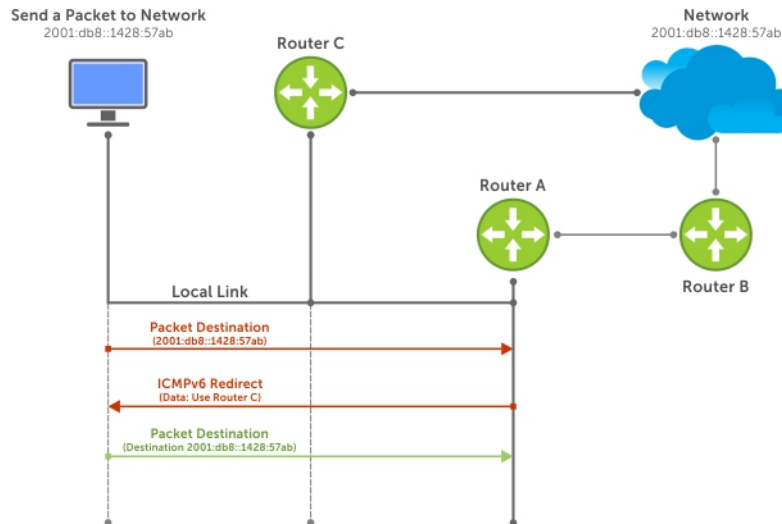 Send a Packet to Network
2001:db8::1428:57ab
Network
2001:db8::1428:57ab
Router C
Router A
Router B
Local Link
Packet Destination
(2001:db8::1428:57ab)
ICMPv6 Redirect
(Data: Use Router C)
Packet Destination
(Destination 2001:db8::1428:57ab)